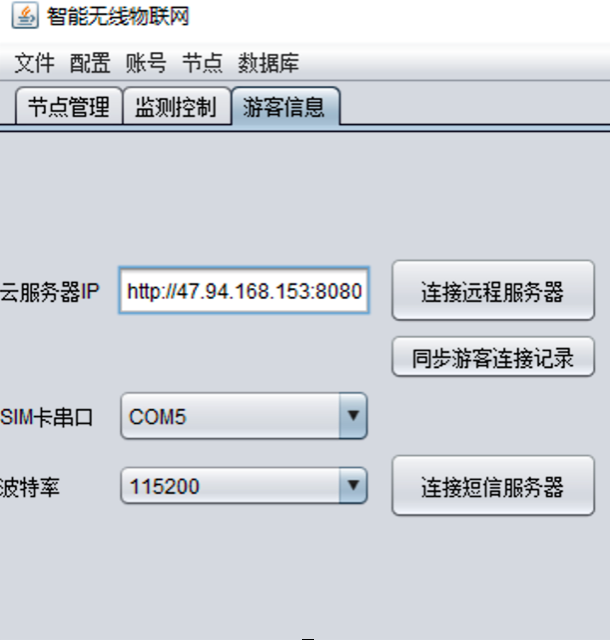 智能无线物联网
文件 配置 账号 节点 数据库
节点管理 监测控制 游客信息
云服务器IP http://47.94.168.153:8080 连接远程服务器
同步游客连接记录
SIM卡串口 COM5
波特率 115200 连接短信服务器